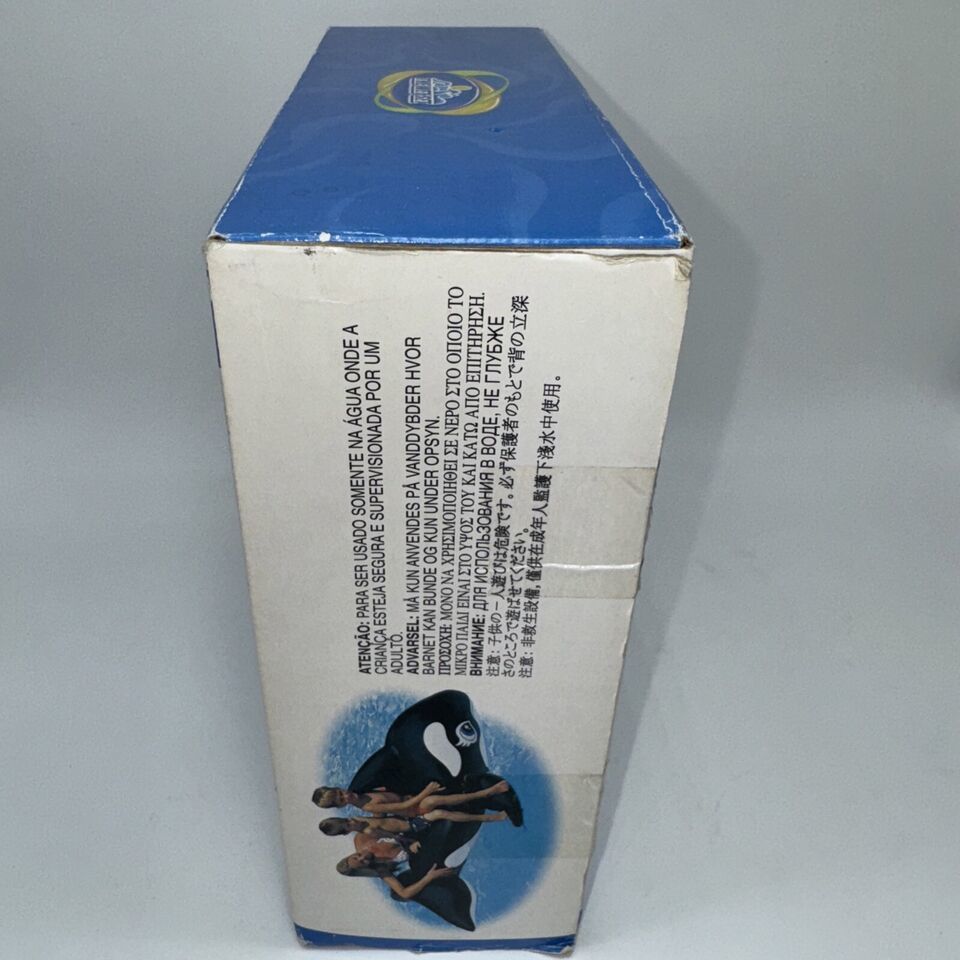 ATENÇÃO: PARA SER USADO SOMENTE NA ÁGUA ONDE A
CRIANÇA ESTEJA SEGURA E SUPERVISIONADA POR UM
ADULTO.
ADVARSEL: MÅ KUN ANVENDES PÅ VANDDYBDER HVOR
BARNET KAN BUNDE OG KUN UNDER OPSYN.
ΠΡΟΣΟΧΗ: ΜΟΝΟ ΝΑ ΧΡΗΣΙΜΟΠΟΙΗΘΕΙ ΣΕ ΝΕΡΟ ΣΤΟ ΟΠΟΙΟ ΤΟ
ΜΙΚΡΟ ΠΑΙΔΙ ΕΙΝΑΙ ΣΤΟ ΥΨΟΣ ΤΟΥ ΚΑΙ ΚΑΤΩ ΑΠΟ ΕΠΙΤΗΡΗΣΗ.
ВНИМАНИЕ: ДЛЯ ИСПОЛЬЗОВАНИЯ В ВОДЕ, НЕ ГЛУБЖЕ
注意: 子供の一人遊びは危険です。必ず保護者のもとで背の立深
さのところで遊ばせてください。
注意: 非救生設備, 僅供在成年人監護下淺水中使用。